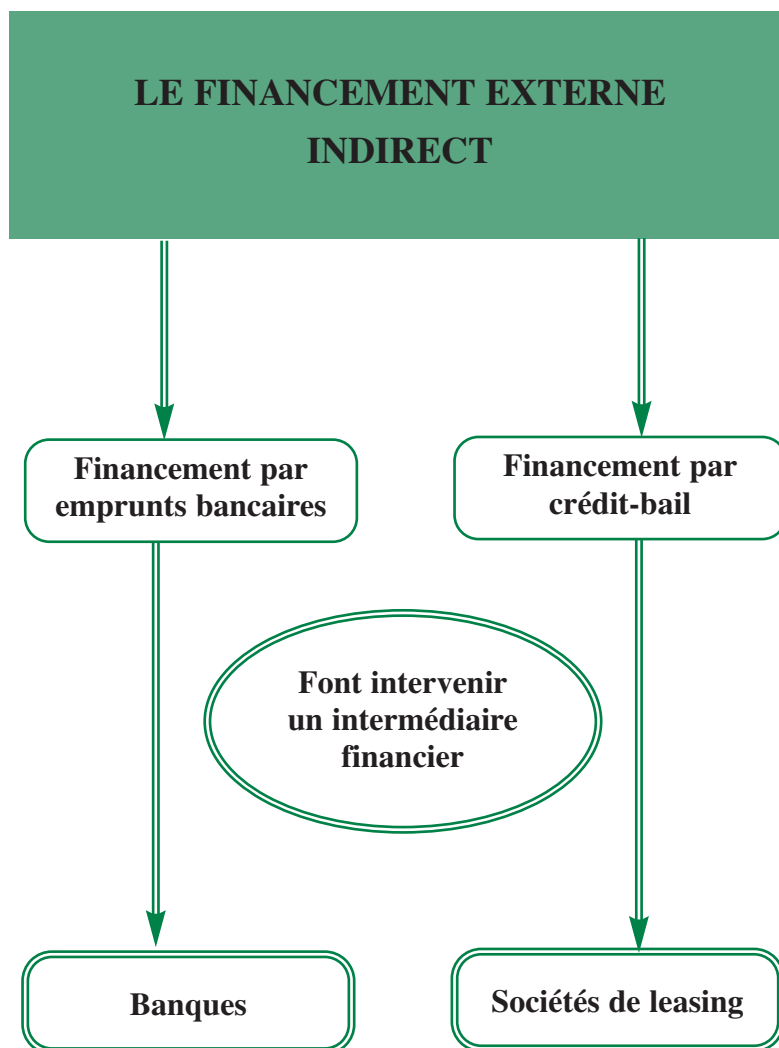 LE FINANCEMENT EXTERNE
INDIRECT
Financement par
emprunts bancaires
Financement par
crédit-bail
Font intervenir
un intermédiaire
financier
Banques
Sociétés de leasing